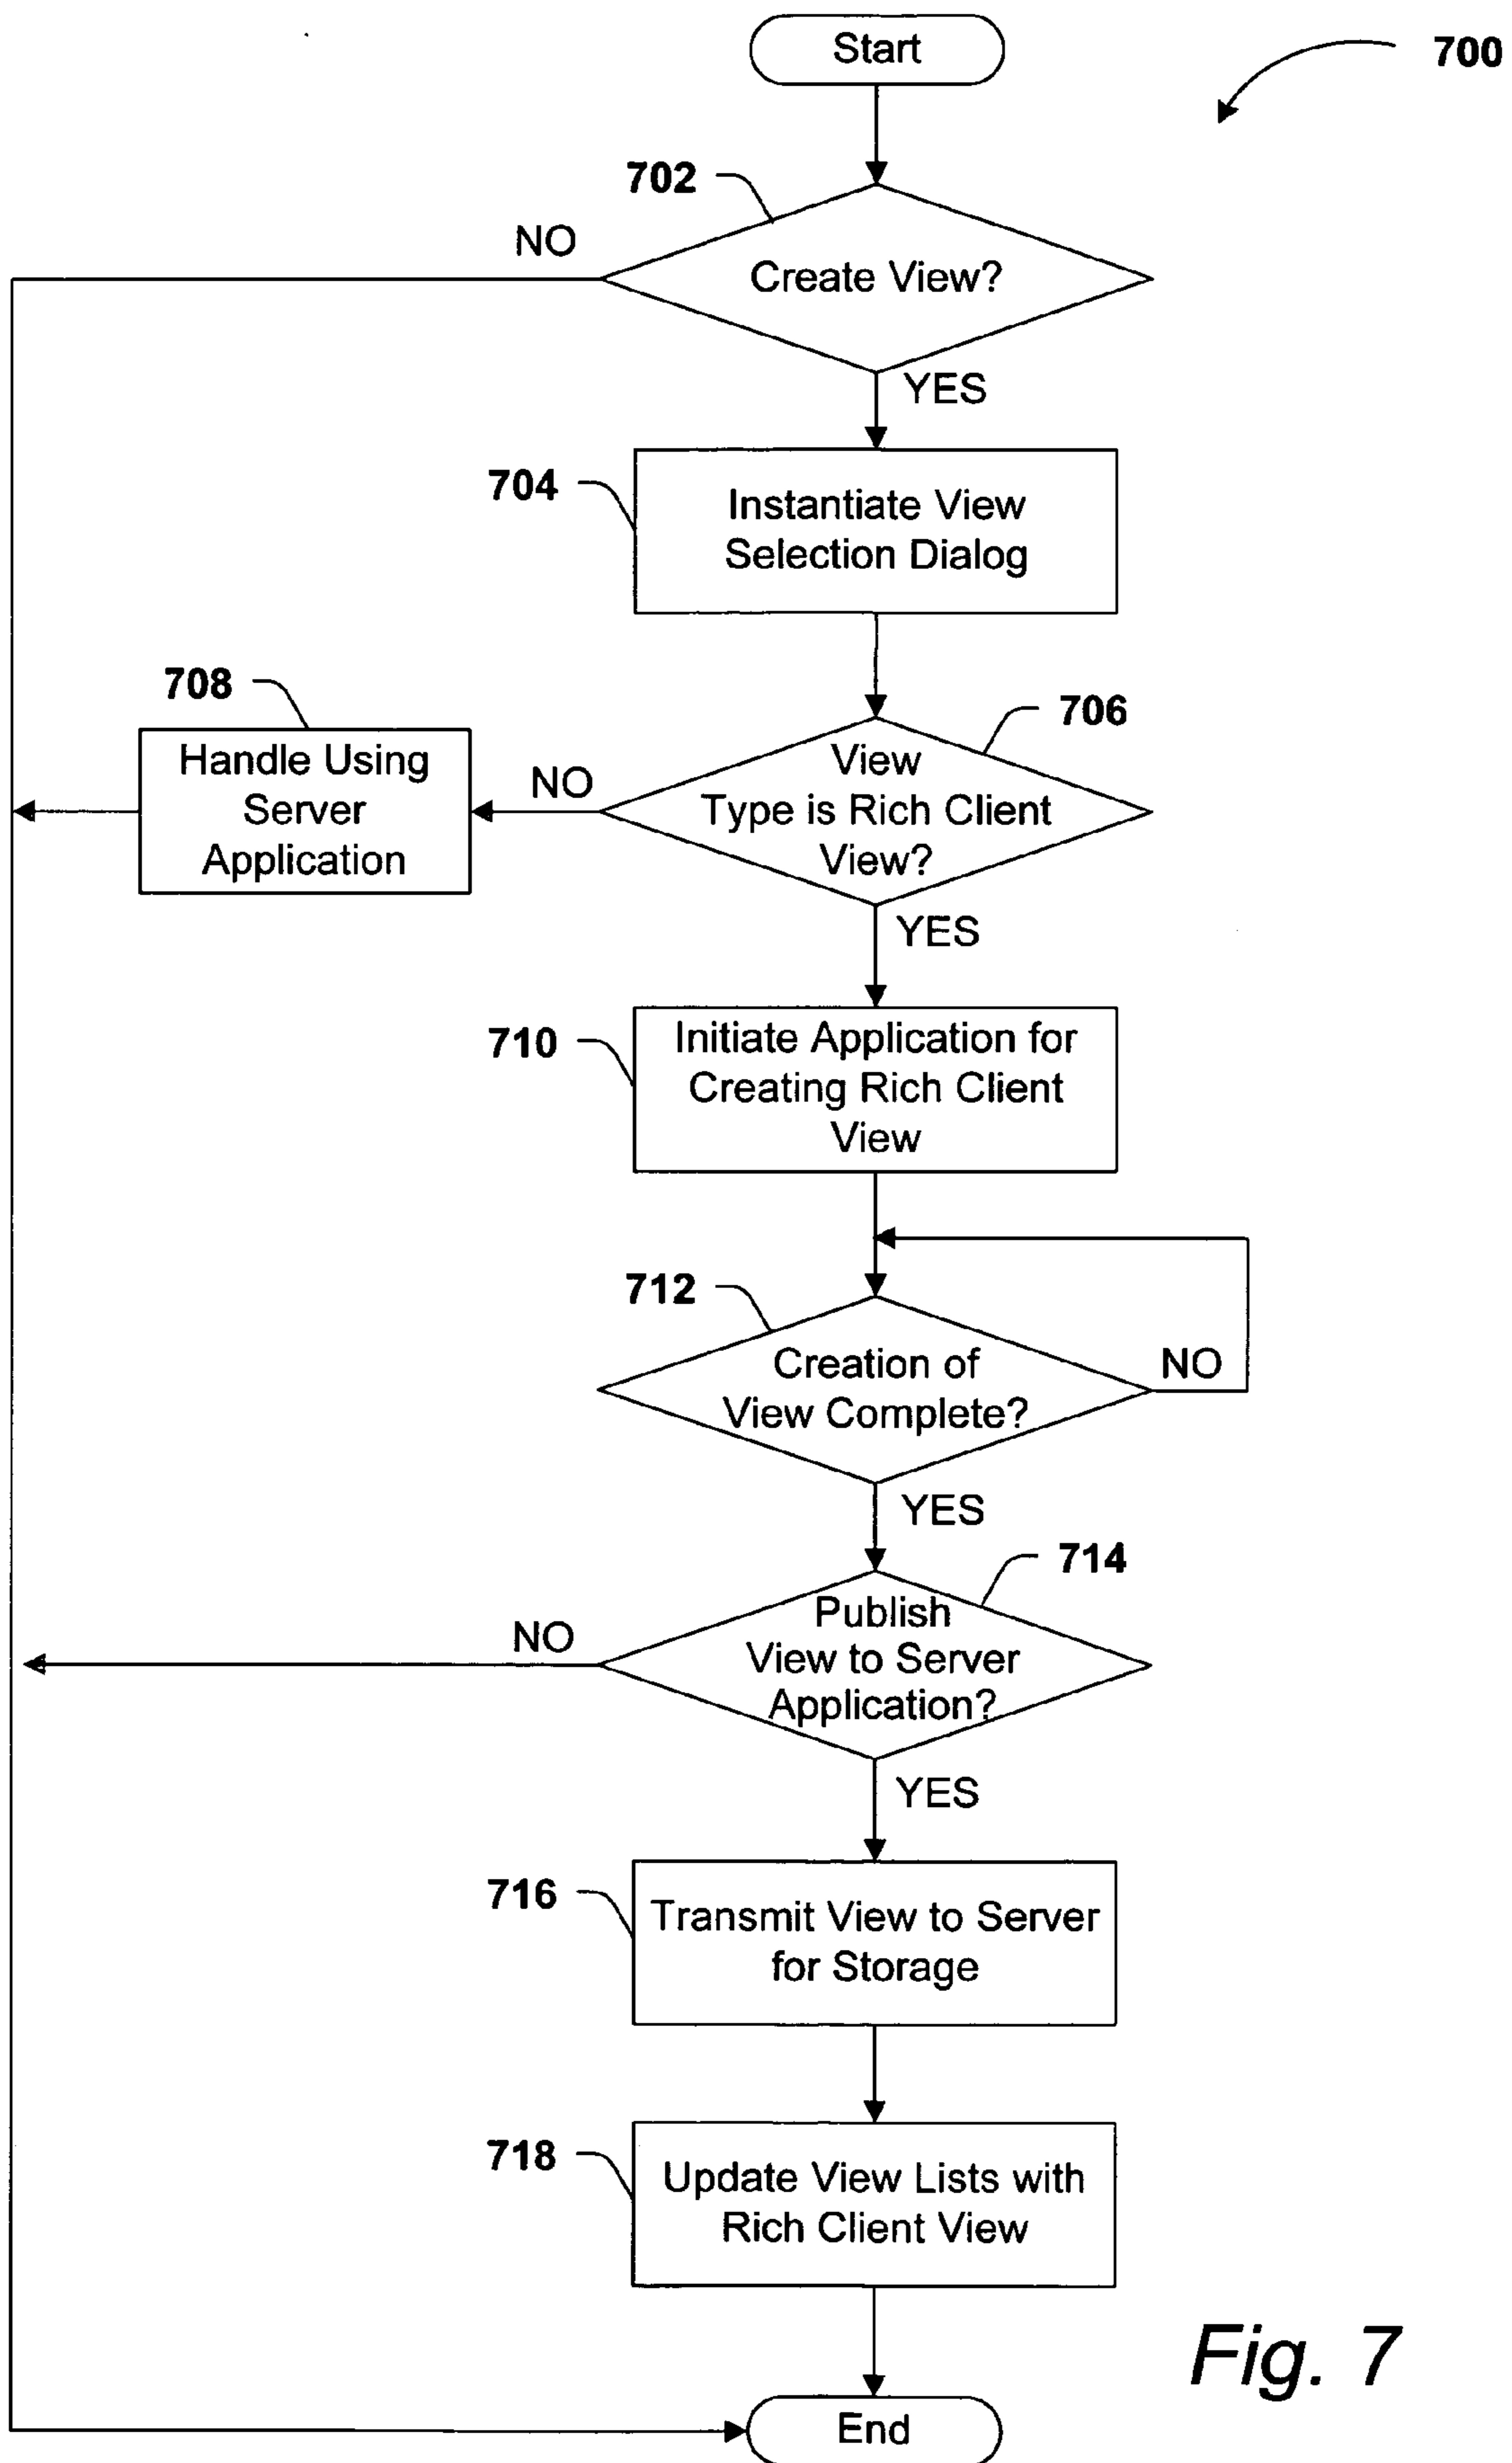 Start
700
702
NO
Create View?
YES
704
Instantiate View
Selection Dialog
708
706
Handle Using
Server
Application
NO
View
Type is Rich Client
View?
YES
710
Initiate Application for
Creating Rich Client
View
712
Creation of
View Complete?
NO
YES
714
NO
Publish
View to Server
Application?
YES
716
Transmit View to Server
for Storage
718
Update View Lists with
Rich Client View
Fig. 7
End